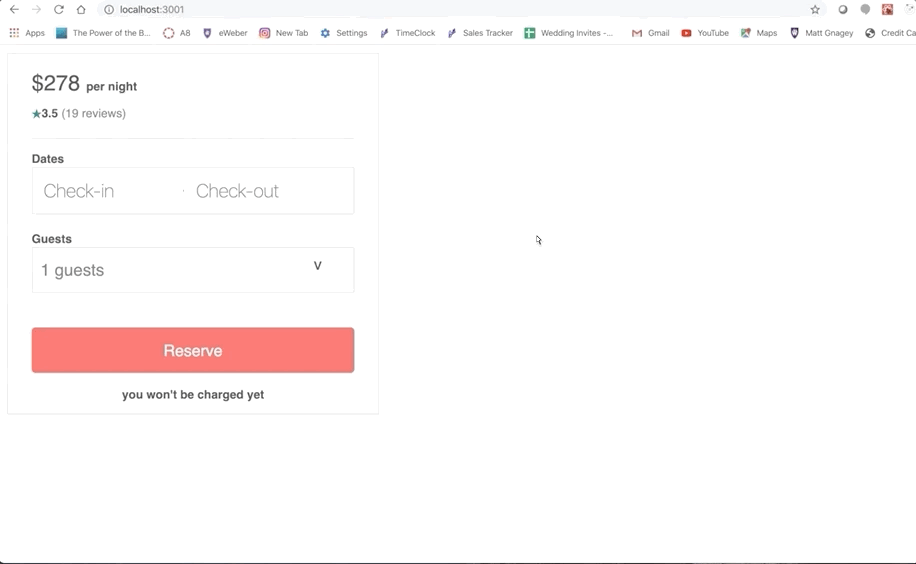 localhost:3001
Apps The Power of the B... A8 eWeber New Tab Settings TimeClock Sales Tracker Wedding Invites -... Gmail YouTube Maps Matt Gnagey Credit Ca
$278 per night
★3.5 (19 reviews)
Dates
Check-in Check-out
Guests
1 guests V
Reserve
you won't be charged yet